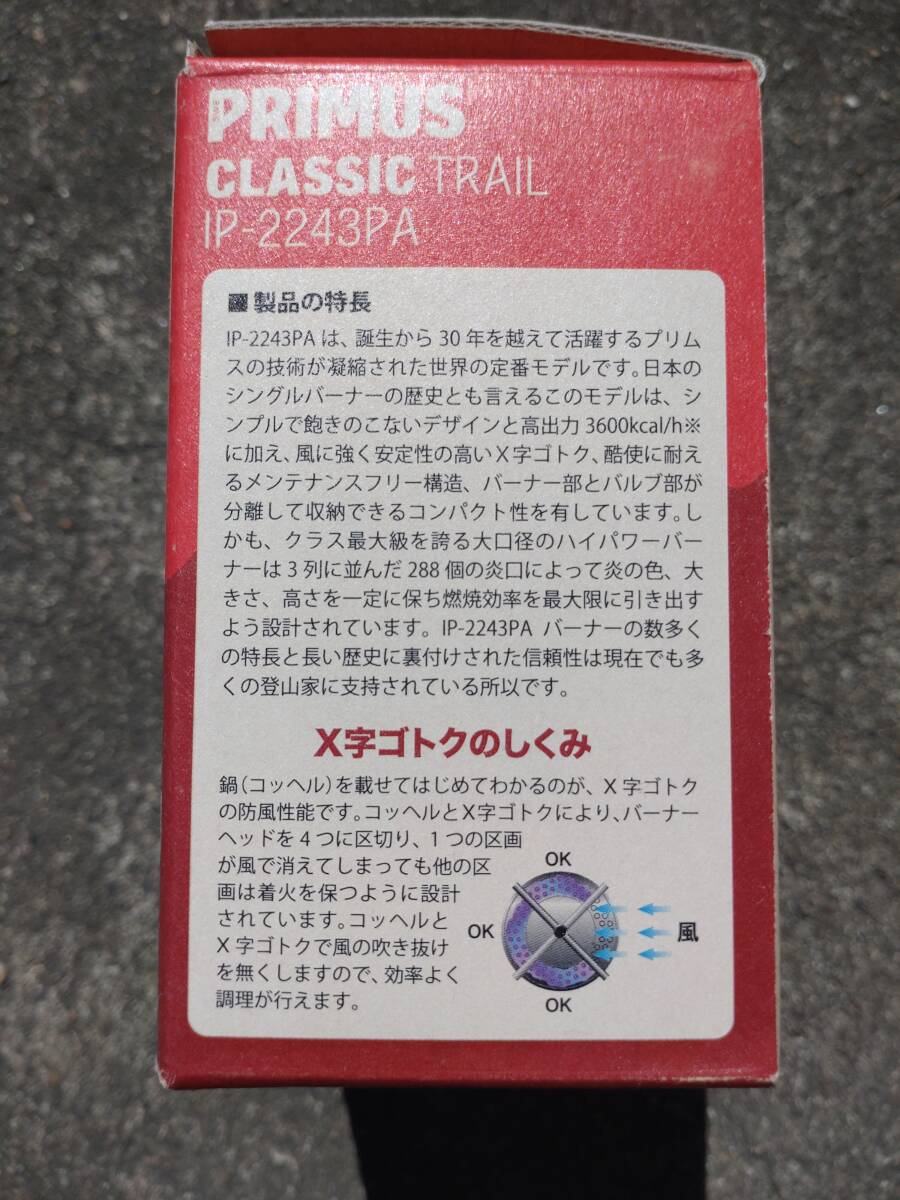 PRIMUS
CLASSIC TRAIL
IP-2243PA
製品の特長
IP-2243PA は、誕生から 30 年を越えて活躍するプリム
スの技術が凝縮された世界の定番モデルです。日本の
シングルバーナーの歴史とも言えるこのモデルは、シ
ンプルで飽きのこないデザインと高出力 3600kcal/h※
に加え、風に強く安定性の高いX字ゴトク、酷使に耐え
るメンテナンスフリー構造、バーナー部とバルブ部が
分離して収納できるコンパクト性を有しています。し
かも、クラス最大級を誇る大口径のハイパワーバー
ナーは 3 列に並んだ 288 個の炎口によって炎の色、大
きさ、高さを一定に保ち燃焼効率を最大限に引き出す
よう設計されています。IP-2243PA バーナーの数多く
の特長と長い歴史に裏付けされた信頼性は現在でも多
くの登山家に支持されている所以です。
X字ゴトクのしくみ
鍋(コッヘル)を載せてはじめてわかるのが、X 字ゴトク
の防風性能です。コッヘルとX字ゴトクにより、バーナー
ヘッドを 4 つに区切り、1 つの区画
が風で消えてしまっても他の区
画は着火を保つように設計
されています。コッヘルと
X 字ゴトクで風の吹き抜け
を無くしますので、効率よく
調理が行えます。
OK
OK
風
OK